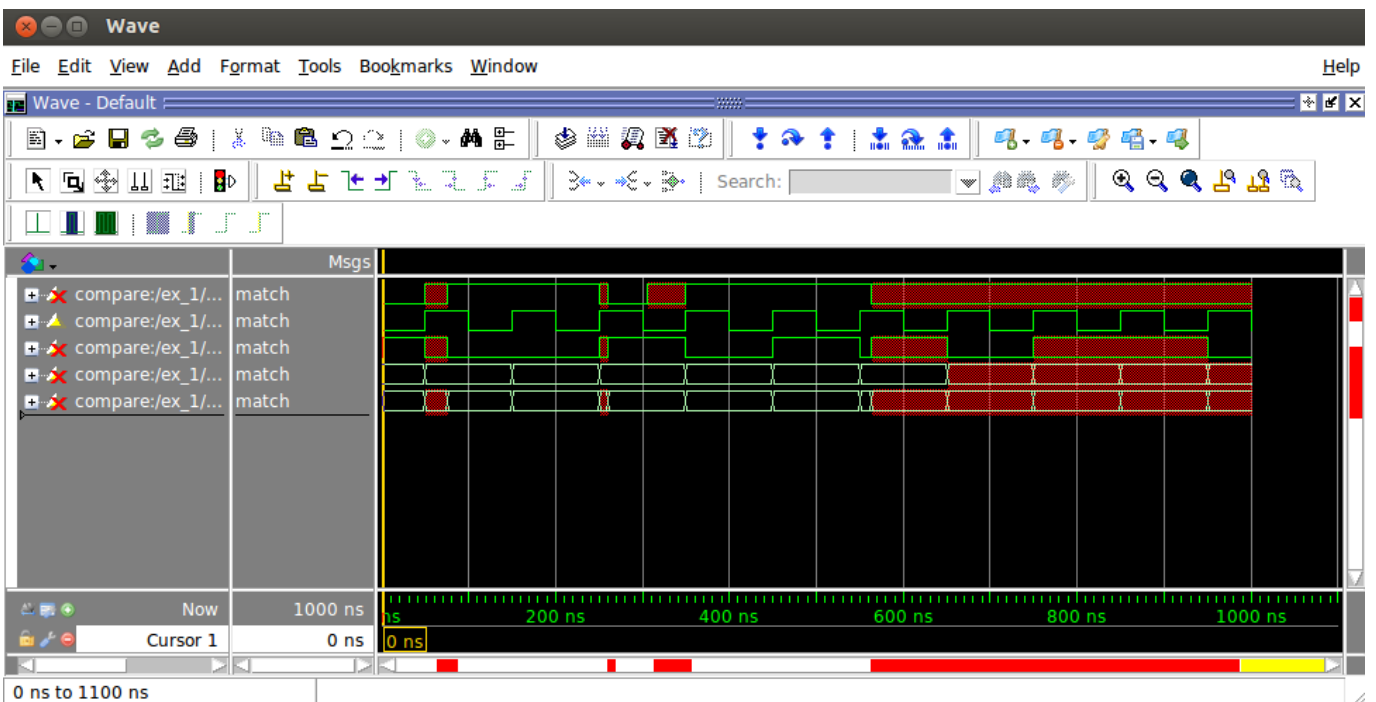 Wave
File Edit View Add Format Tools Bookmarks Window Help
Wave - Default
Search:
Msgs
compare:/ex_1/... match
compare:/ex_1/... match
compare:/ex_1/... match
compare:/ex_1/... match
compare:/ex_1/... match
Now 1000 ns ns 200 ns 400 ns 600 ns 800 ns 1000 ns
Cursor 1 0 ns 0 ns
0 ns to 1100 ns